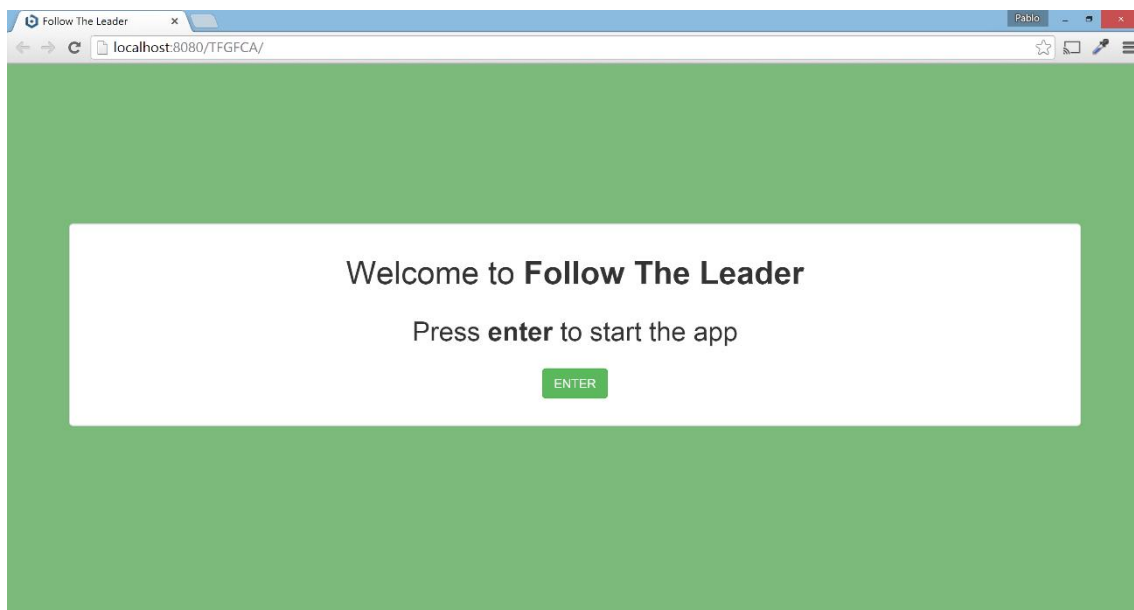 Follow The Leader
Pablo
localhost:8080/TFGFCA/
Welcome to Follow The Leader
Press enter to start the app
ENTER